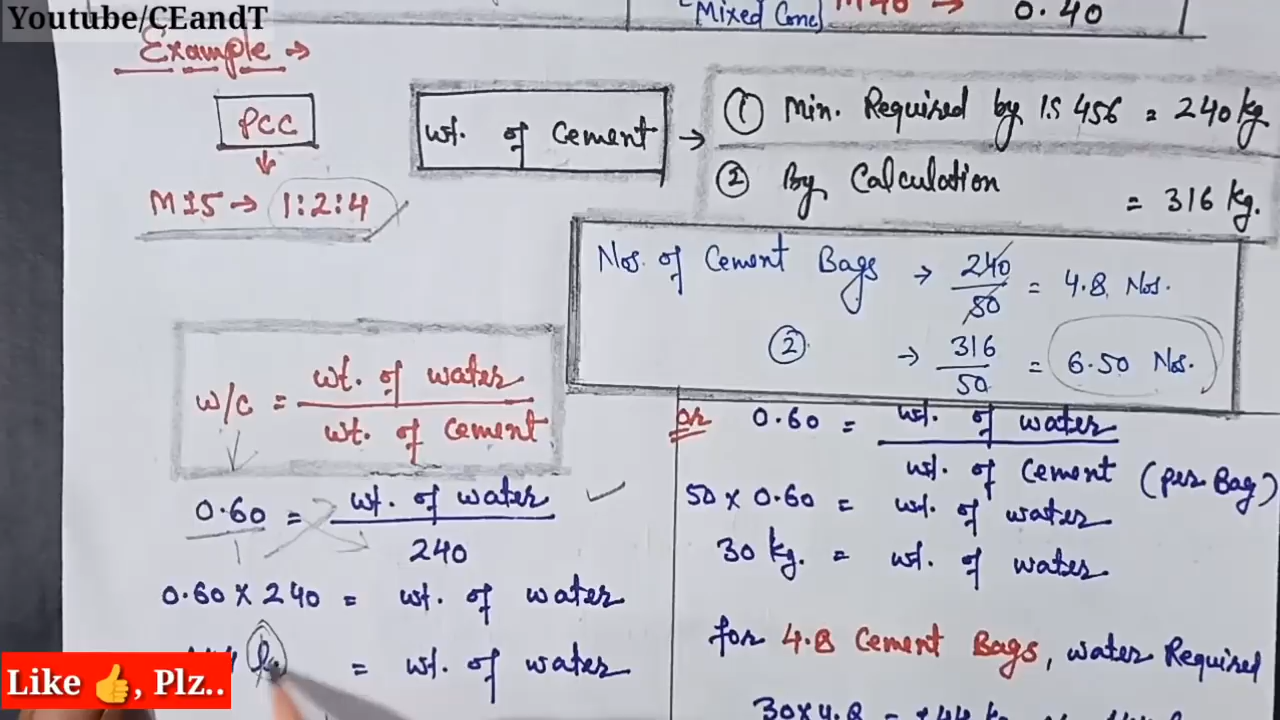 Youtube/CEandT
[Mixed Conc] M40 → 0.40
Example →
PCC
M15 → 1:2:4
wt. of Cement →
① Min. Required by I.S 456 = 240 kg
② By Calculation = 316 kg.
Nos. of Cement Bags → 240/50 = 4.8 Nos.
② → 316/50 = 6.50 Nos.
w/c = wt. of water / wt. of cement
0.60 = wt. of water / 240
0.60 × 240 = wt. of water
= wt. of water
or 0.60 = wt. of water / wt. of Cement (per Bag)
50 × 0.60 = wt. of water
30 kg. = wt. of water
for 4.8 Cement Bags, water Required
30 × 4.8 =
Like 👍, Plz..